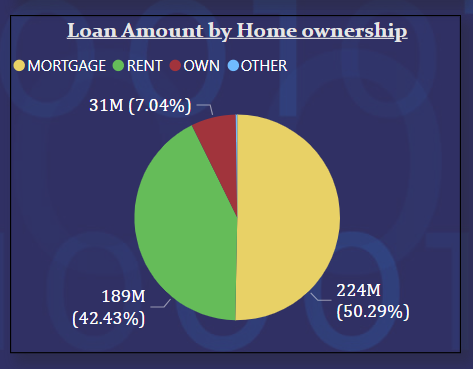 Loan Amount by Home ownership
MORTGAGE RENT OWN OTHER
31M (7.04%)
189M
(42.43%)
224M
(50.29%)